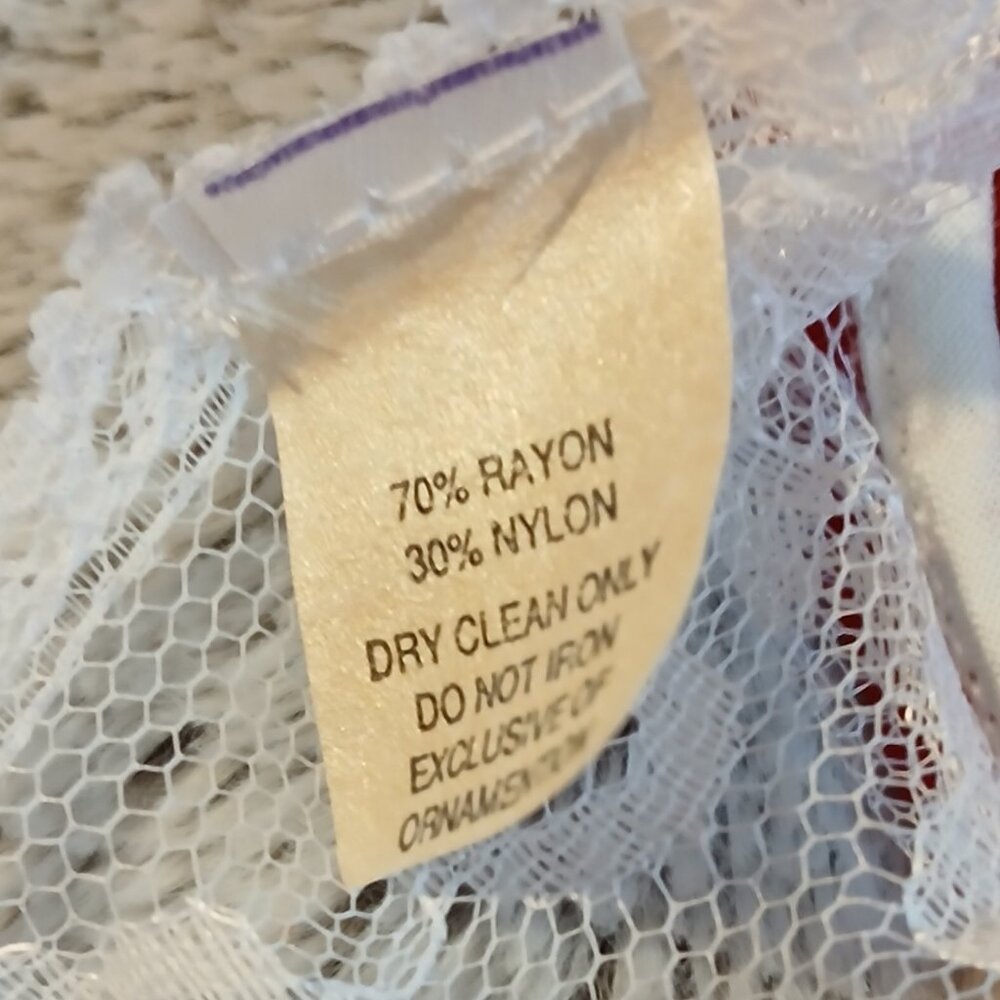 70% RAYON
30% NYLON
DRY CLEAN ONLY
DO NOT IRON
EXCLUSIVE OF